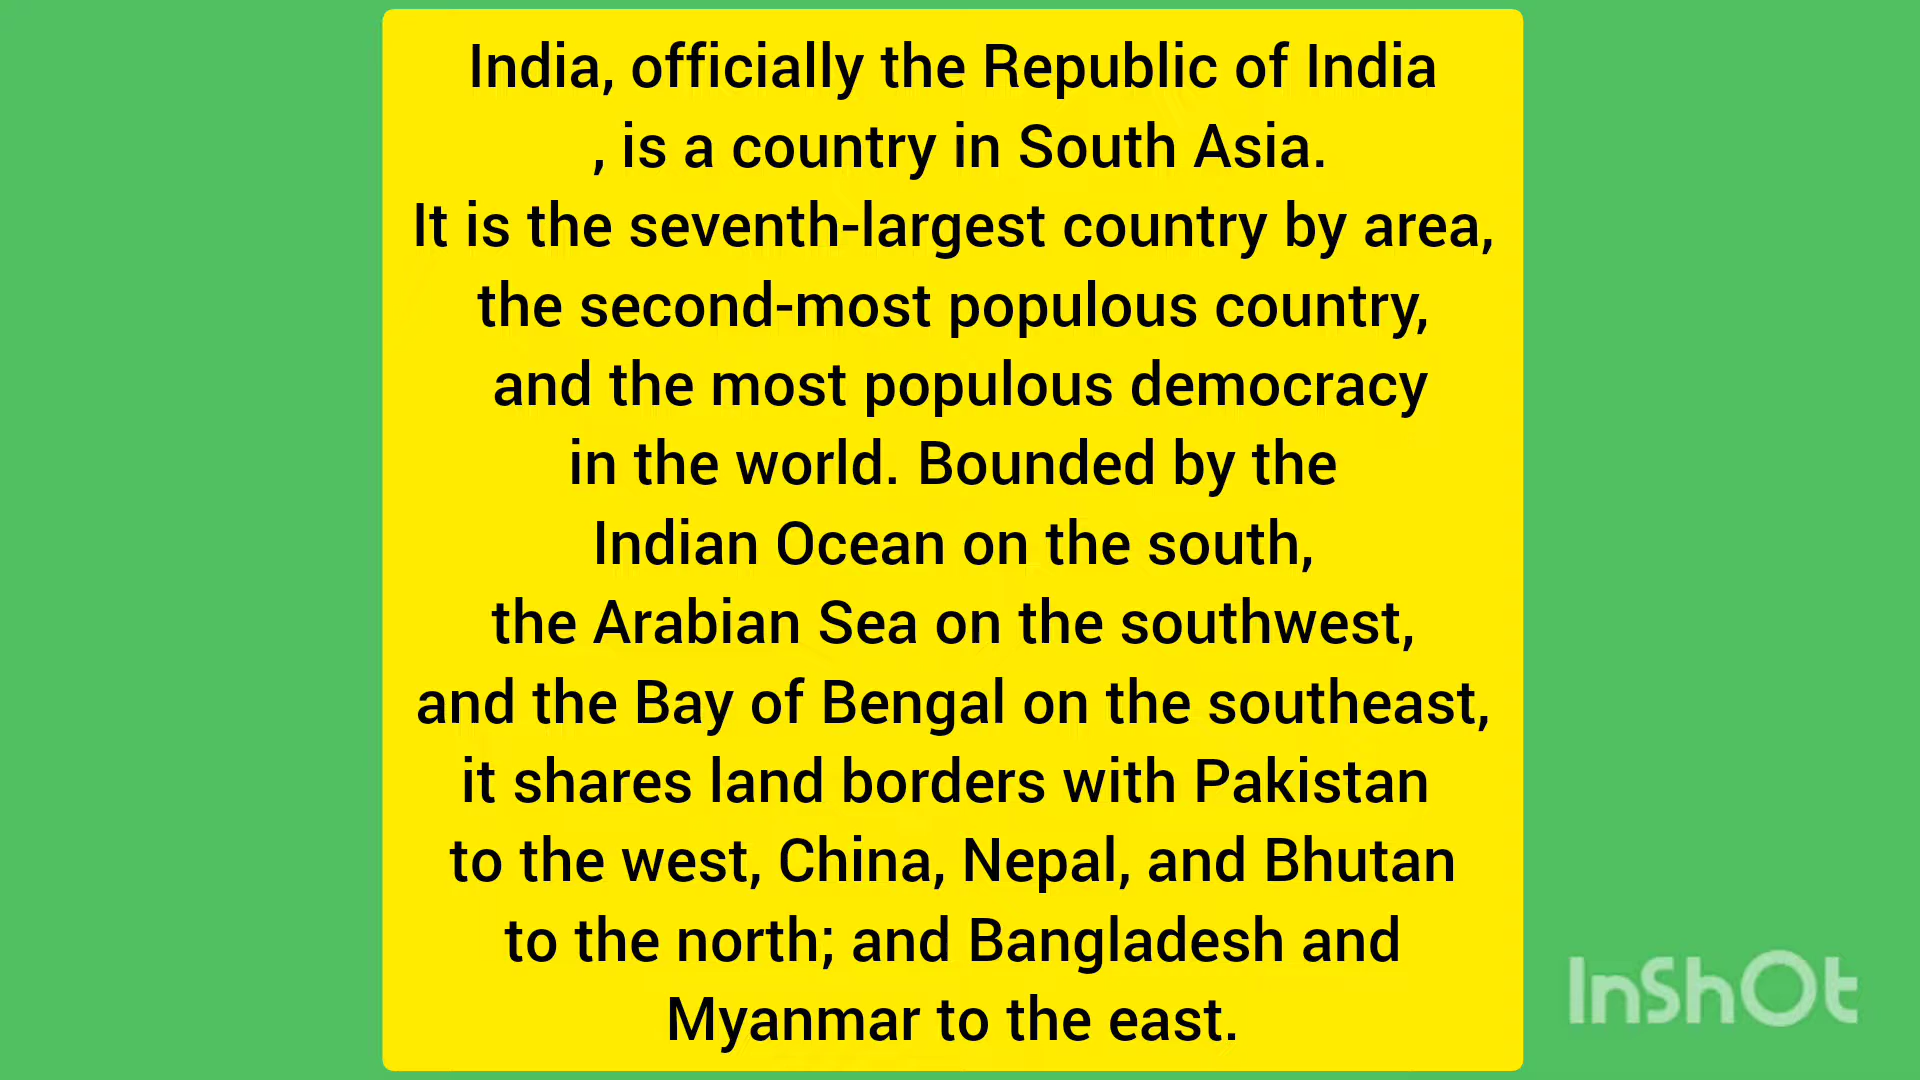 India, officially the Republic of India
, is a country in South Asia.
It is the seventh-largest country by area,
the second-most populous country,
and the most populous democracy
in the world. Bounded by the
Indian Ocean on the south,
the Arabian Sea on the southwest,
and the Bay of Bengal on the southeast,
it shares land borders with Pakistan
to the west, China, Nepal, and Bhutan
to the north; and Bangladesh and
Myanmar to the east.
InShOt